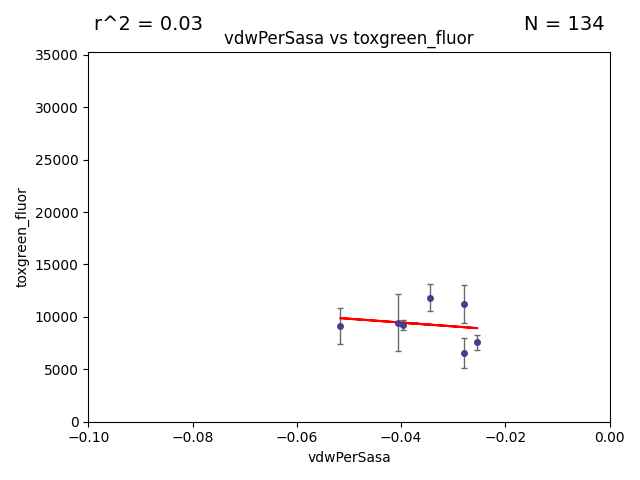 r^2 = 0.03
N = 134
vdwPerSasa vs toxgreen_fluor
35000
30000
25000
20000
15000
10000
5000
0
toxgreen_fluor
−0.10 −0.08 −0.06 −0.04 −0.02 0.00
vdwPerSasa